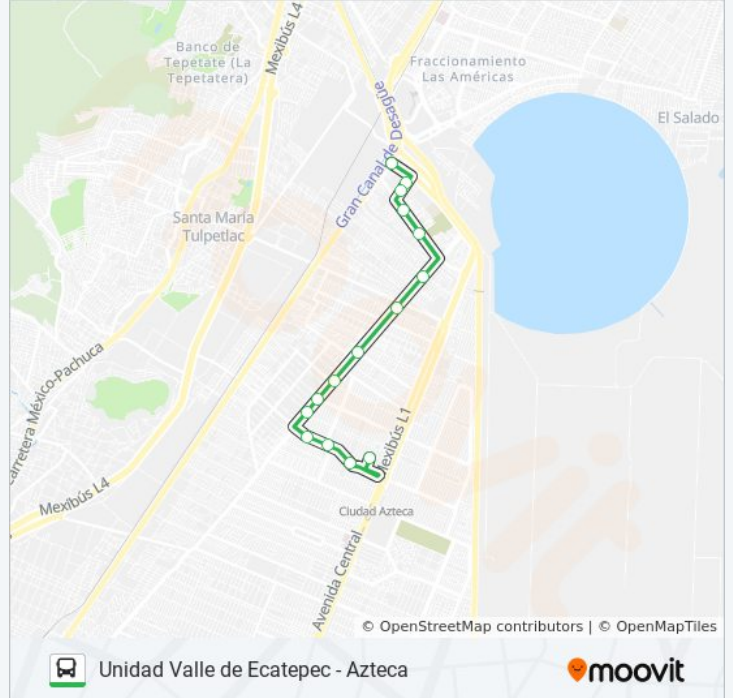 Banco de
Tepetate (La
Tepetatera)
Mexibús L4
Fraccionamiento
Las Américas
El Salado
Gran Canal de Desagüe
Santa María
Tulpetlac
Carretera México-Pachuca
Mexibús L1
Mexibús L4
Ciudad Azteca
Avenida Central
© OpenStreetMap contributors | © OpenMapTiles
Unidad Valle de Ecatepec - Azteca
moovit